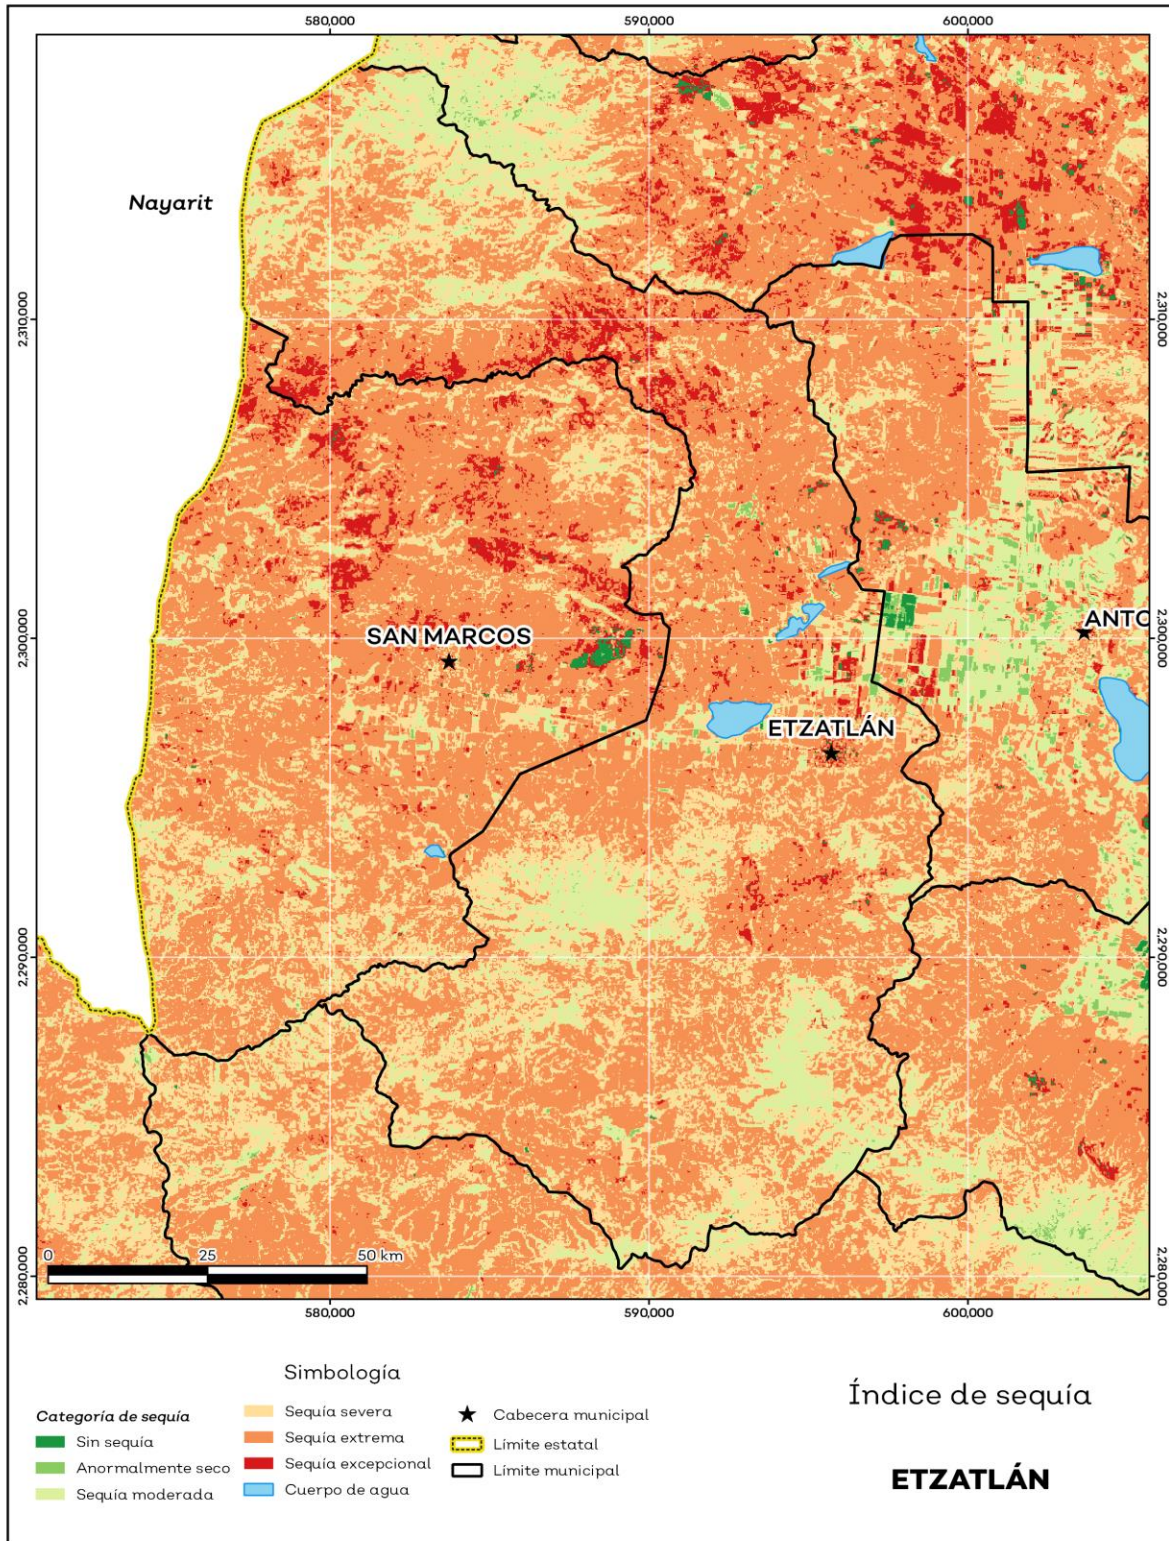 580,000
590,000
600,000
Nayarit
2,310,000
2,310,000
SAN MARCOS
ANTO
2,300,000
2,300,000
ETZATLÁN
2,290,000
2,290,000
0
25
50 km
2,280,000
2,280,000
580,000
590,000
600,000
Simbología
Categoría de sequía
Sin sequía
Anormalmente seco
Sequía moderada
Sequía severa
Sequía extrema
Sequía excepcional
Cuerpo de agua
Cabecera municipal
Límite estatal
Límite municipal
Índice de sequía
ETZATLÁN